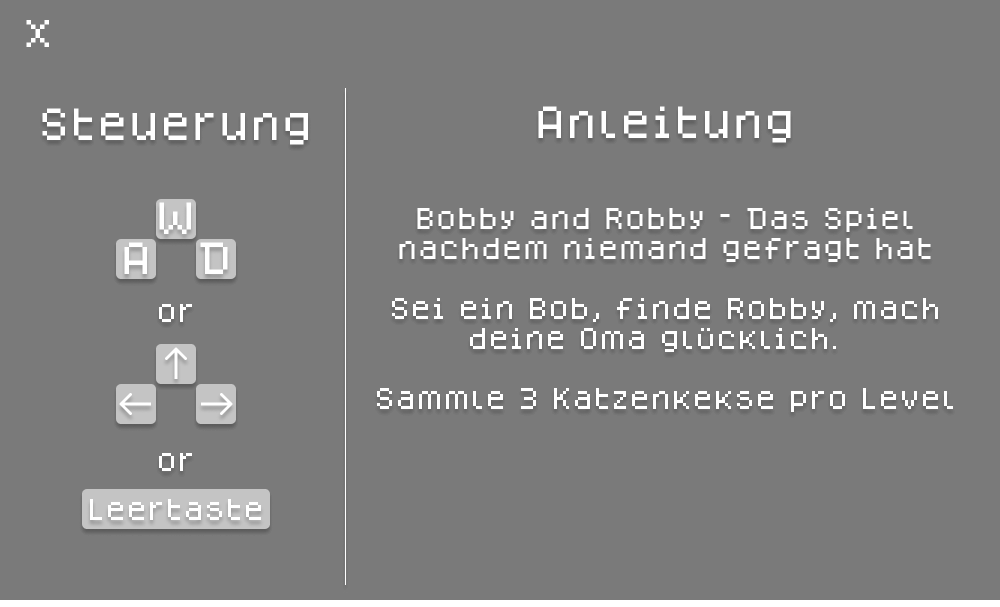 X
Steuerung
W
A D
or
↑
← →
or
Leertaste
Anleitung
Bobby and Robby - Das Spiel
nachdem niemand gefragt hat
Sei ein Bob, finde Robby, mach
deine Oma glücklich.
Sammle 3 Katzenkekse pro Level